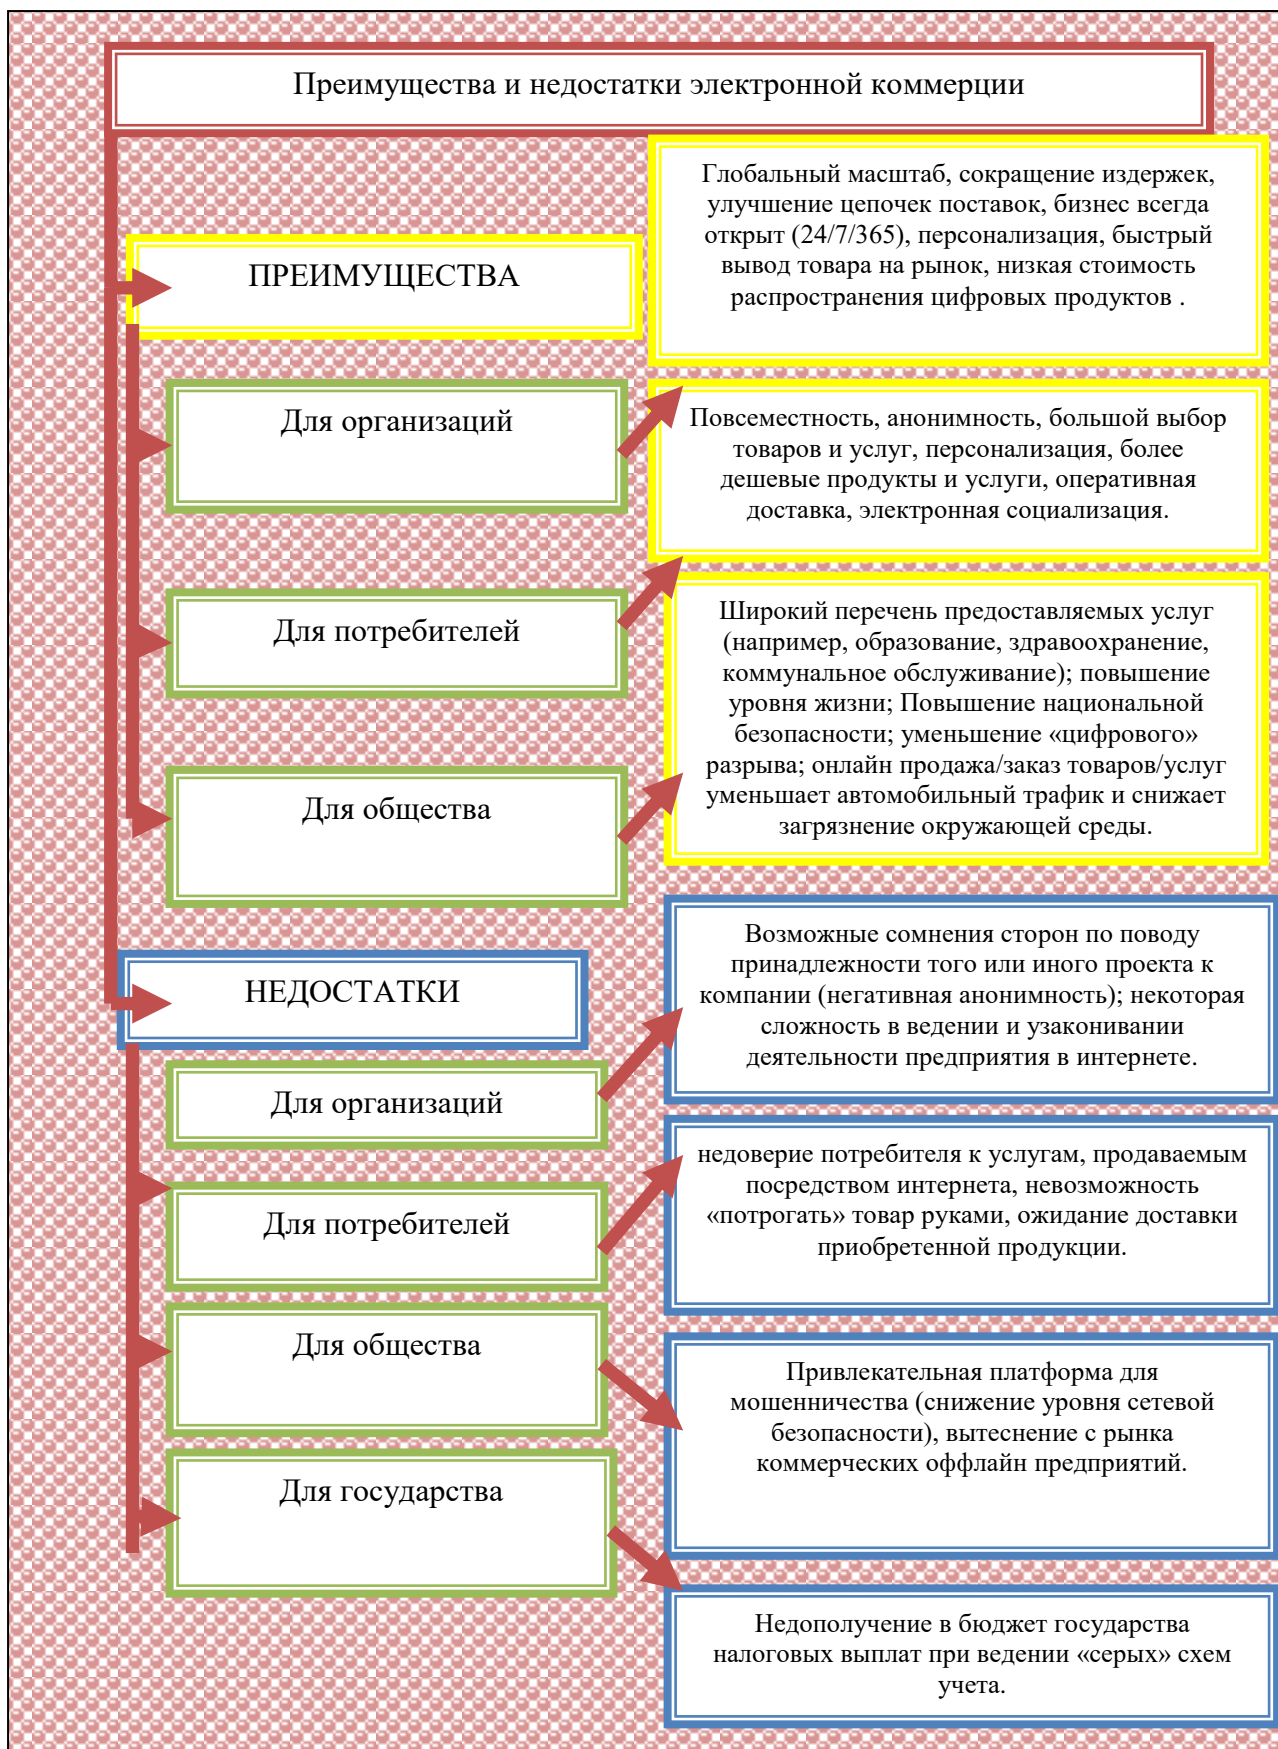 Преимущества и недостатки электронной коммерции
ПРЕИМУЩЕСТВА
Для организаций
Глобальный масштаб, сокращение издержек,
улучшение цепочек поставок, бизнес всегда
открыт (24/7/365), персонализация, быстрый
вывод товара на рынок, низкая стоимость
распространения цифровых продуктов .
Для потребителей
Повсеместность, анонимность, большой выбор
товаров и услуг, персонализация, более
дешевые продукты и услуги, оперативная
доставка, электронная социализация.
Для общества
Широкий перечень предоставляемых услуг
(например, образование, здравоохранение,
коммунальное обслуживание); повышение
уровня жизни; Повышение национальной
безопасности; уменьшение «цифрового»
разрыва; онлайн продажа/заказ товаров/услуг
уменьшает автомобильный трафик и снижает
загрязнение окружающей среды.
НЕДОСТАТКИ
Для организаций
Возможные сомнения сторон по поводу
принадлежности того или иного проекта к
компании (негативная анонимность); некоторая
сложность в ведении и узаконивании
деятельности предприятия в интернете.
Для потребителей
недоверие потребителя к услугам, продаваемым
посредством интернета, невозможность
«потрогать» товар руками, ожидание доставки
приобретенной продукции.
Для общества
Привлекательная платформа для
мошенничества (снижение уровня сетевой
безопасности), вытеснение с рынка
коммерческих оффлайн предприятий.
Для государства
Недополучение в бюджет государства
налоговых выплат при ведении «серых» схем
учета.